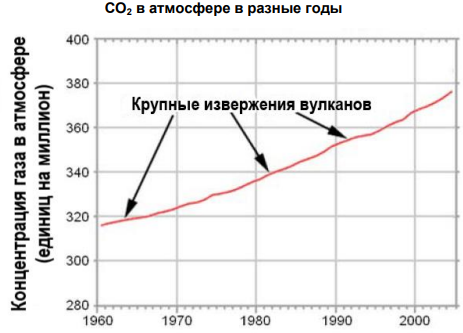 CO₂ в атмосфере в разные годы
Концентрация газа в атмосфере
(единиц на миллион)
400
380
360
340
320
300
280
Крупные извержения вулканов
1960 1970 1980 1990 2000